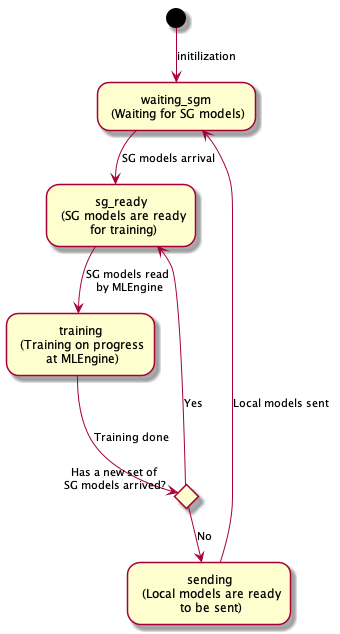 initilization
waiting_sgm
(Waiting for SG models)
SG models arrival
sg_ready
(SG models are ready
for training)
SG models read
by MLEngine
training
(Training on progress
at MLEngine)
Yes
Local models sent
Training done
Has a new set of
SG models arrived?
No
sending
(Local models are ready
to be sent)